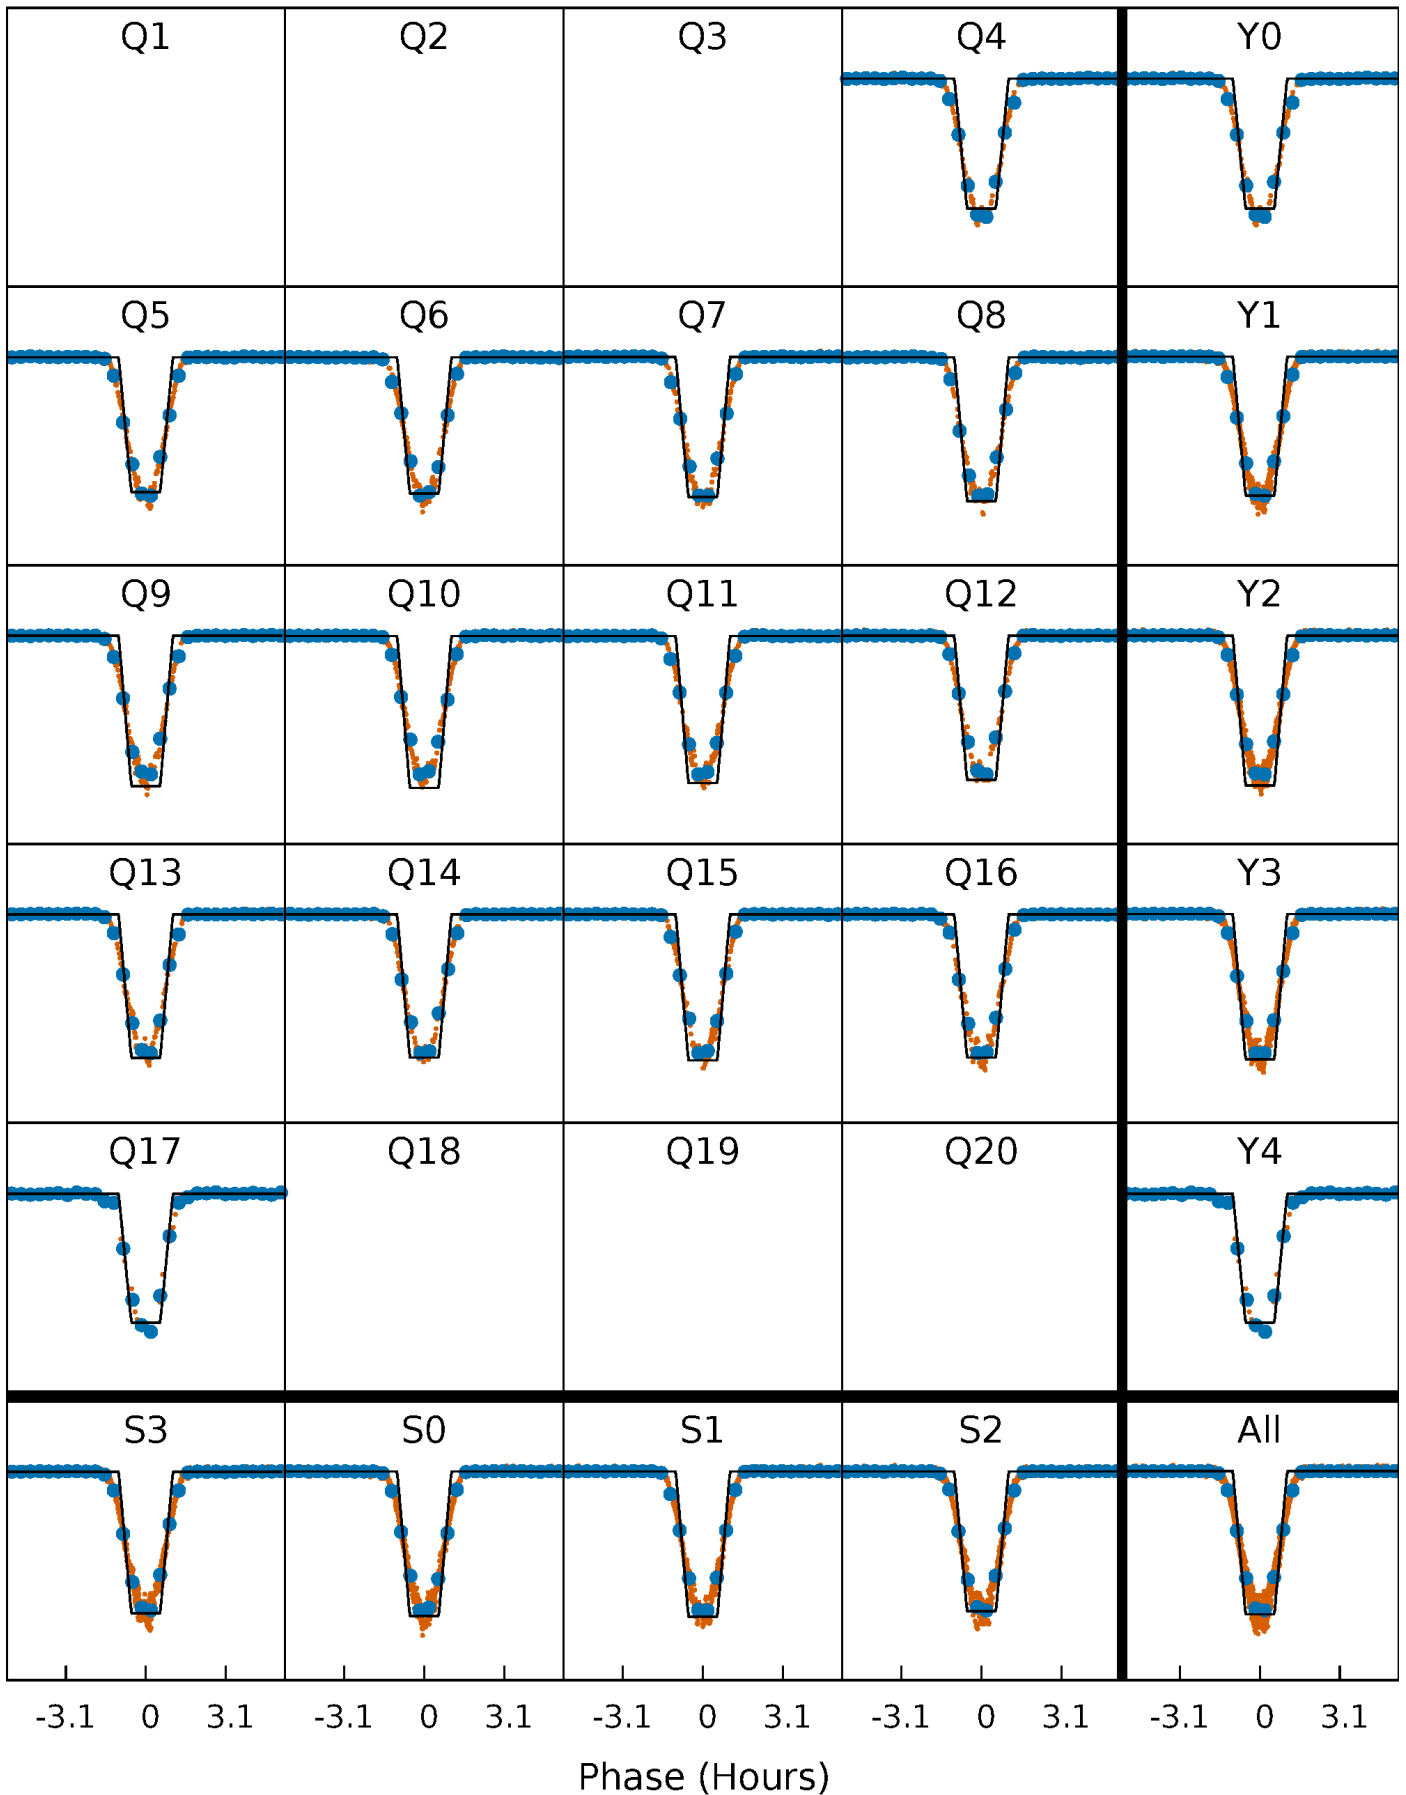 Q1 Q2 Q3 Q4 Y0
Q5 Q6 Q7 Q8 Y1
Q9 Q10 Q11 Q12 Y2
Q13 Q14 Q15 Q16 Y3
Q17 Q18 Q19 Q20 Y4
S3 S0 S1 S2 All
-3.1 0 3.1 -3.1 0 3.1 -3.1 0 3.1 -3.1 0 3.1 -3.1 0 3.1
Phase (Hours)